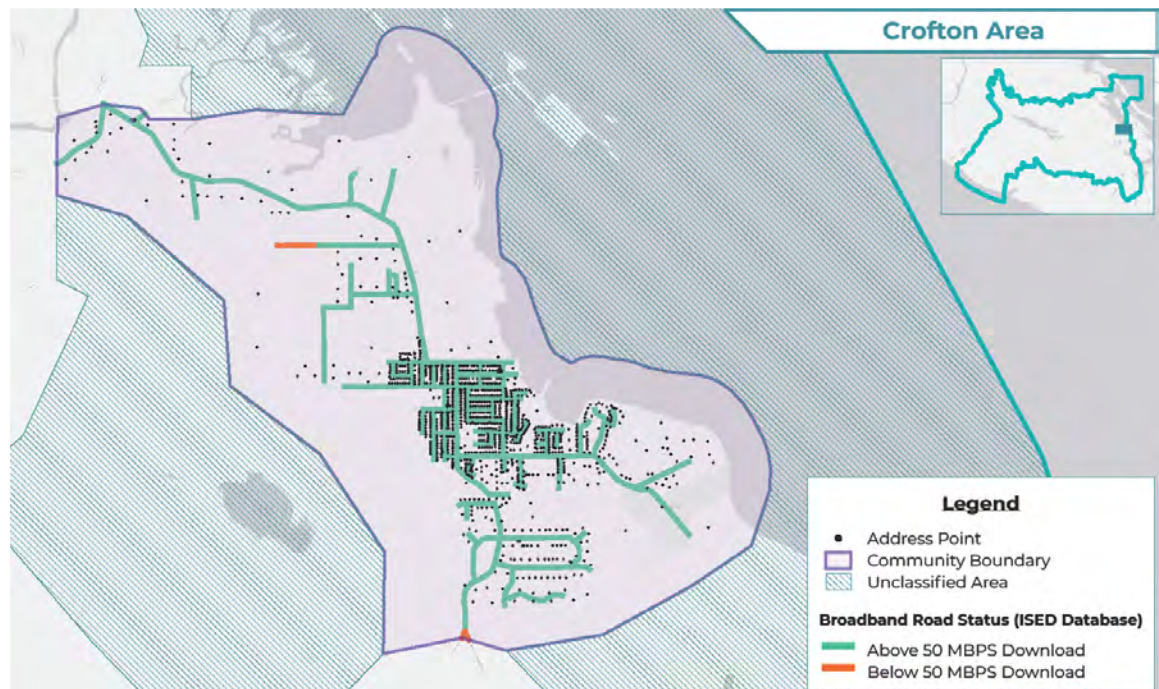 Crofton Area
Legend
Address Point
Community Boundary
Unclassified Area
Broadband Road Status (ISED Database)
Above 50 MBPS Download
Below 50 MBPS Download